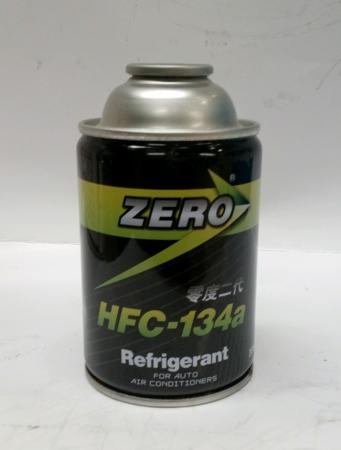 ®
ZERO
零度二代
HFC-134a
Refrigerant
FOR AUTO
AIR CONDITIONERS